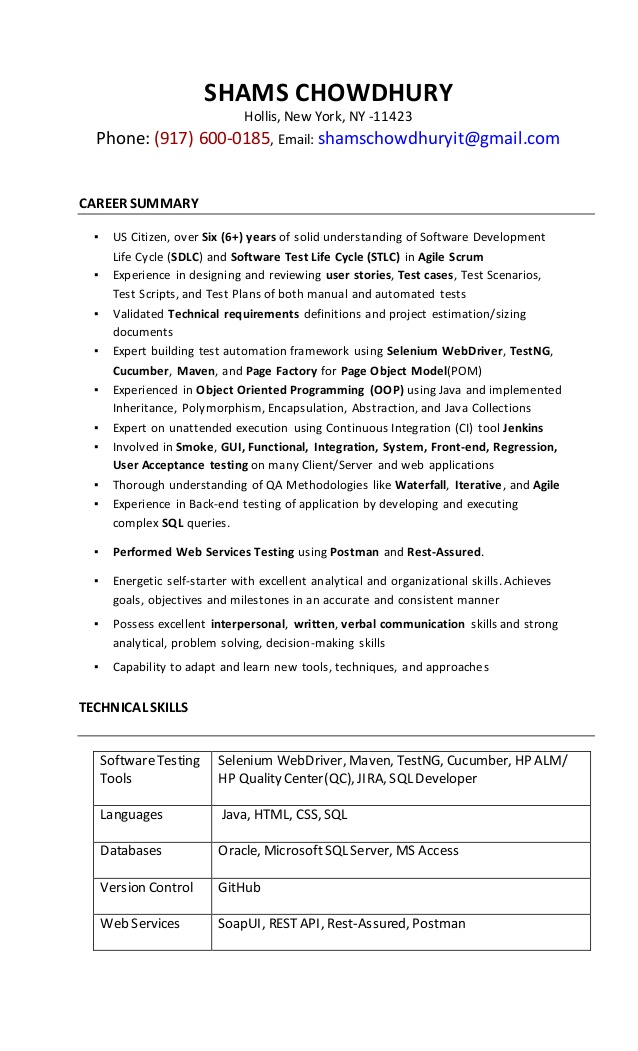 SHAMS CHOWDHURY
Hollis, New York, NY -11423
Phone: (917) 600-0185, Email: shamschowdhuryit@gmail.com
CAREER SUMMARY
▪ US Citizen, over Six (6+) years of solid understanding of Software Development
Life Cycle (SDLC) and Software Test Life Cycle (STLC) in Agile Scrum
▪ Experience in designing and reviewing user stories, Test cases, Test Scenarios,
Test Scripts, and Test Plans of both manual and automated tests
▪ Validated Technical requirements definitions and project estimation/sizing
documents
▪ Expert building test automation framework using Selenium WebDriver, TestNG,
Cucumber, Maven, and Page Factory for Page Object Model(POM)
▪ Experienced in Object Oriented Programming (OOP) using Java and implemented
Inheritance, Polymorphism, Encapsulation, Abstraction, and Java Collections
▪ Expert on unattended execution using Continuous Integration (CI) tool Jenkins
▪ Involved in Smoke, GUI, Functional, Integration, System, Front-end, Regression,
User Acceptance testing on many Client/Server and web applications
▪ Thorough understanding of QA Methodologies like Waterfall, Iterative, and Agile
▪ Experience in Back-end testing of application by developing and executing
complex SQL queries.
▪ Performed Web Services Testing using Postman and Rest-Assured.
▪ Energetic self-starter with excellent analytical and organizational skills. Achieves
goals, objectives and milestones in an accurate and consistent manner
▪ Possess excellent interpersonal, written, verbal communication skills and strong
analytical, problem solving, decision-making skills
▪ Capability to adapt and learn new tools, techniques, and approaches
TECHNICAL SKILLS
Software Testing Selenium WebDriver, Maven, TestNG, Cucumber, HP ALM/
Tools HP Quality Center(QC), JIRA, SQL Developer
Languages Java, HTML, CSS, SQL
Databases Oracle, Microsoft SQL Server, MS Access
Version Control GitHub
Web Services SoapUI, REST API, Rest-Assured, Postman